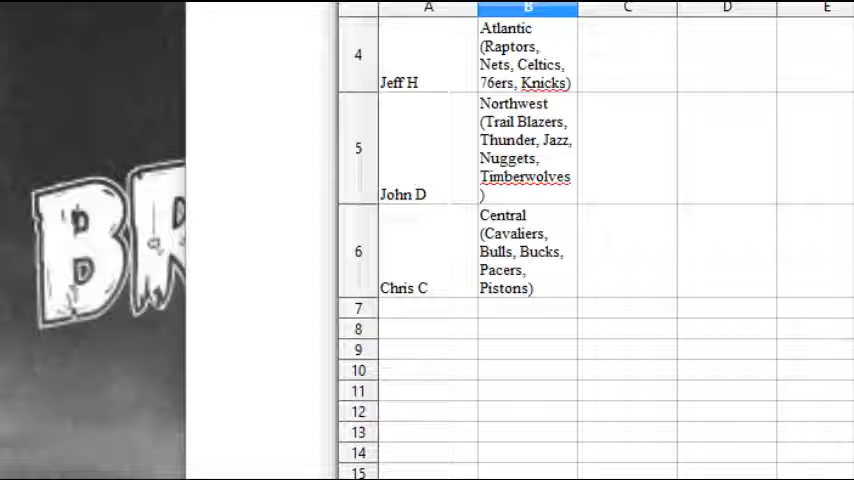 BR
A B C D E
4 Jeff H Atlantic
(Raptors,
Nets, Celtics,
76ers, Knicks)
5 John D Northwest
(Trail Blazers,
Thunder, Jazz,
Nuggets,
Timberwolves
)
6 Chris C Central
(Cavaliers,
Bulls, Bucks,
Pacers,
Pistons)
7
8
9
10
11
12
13
14
15